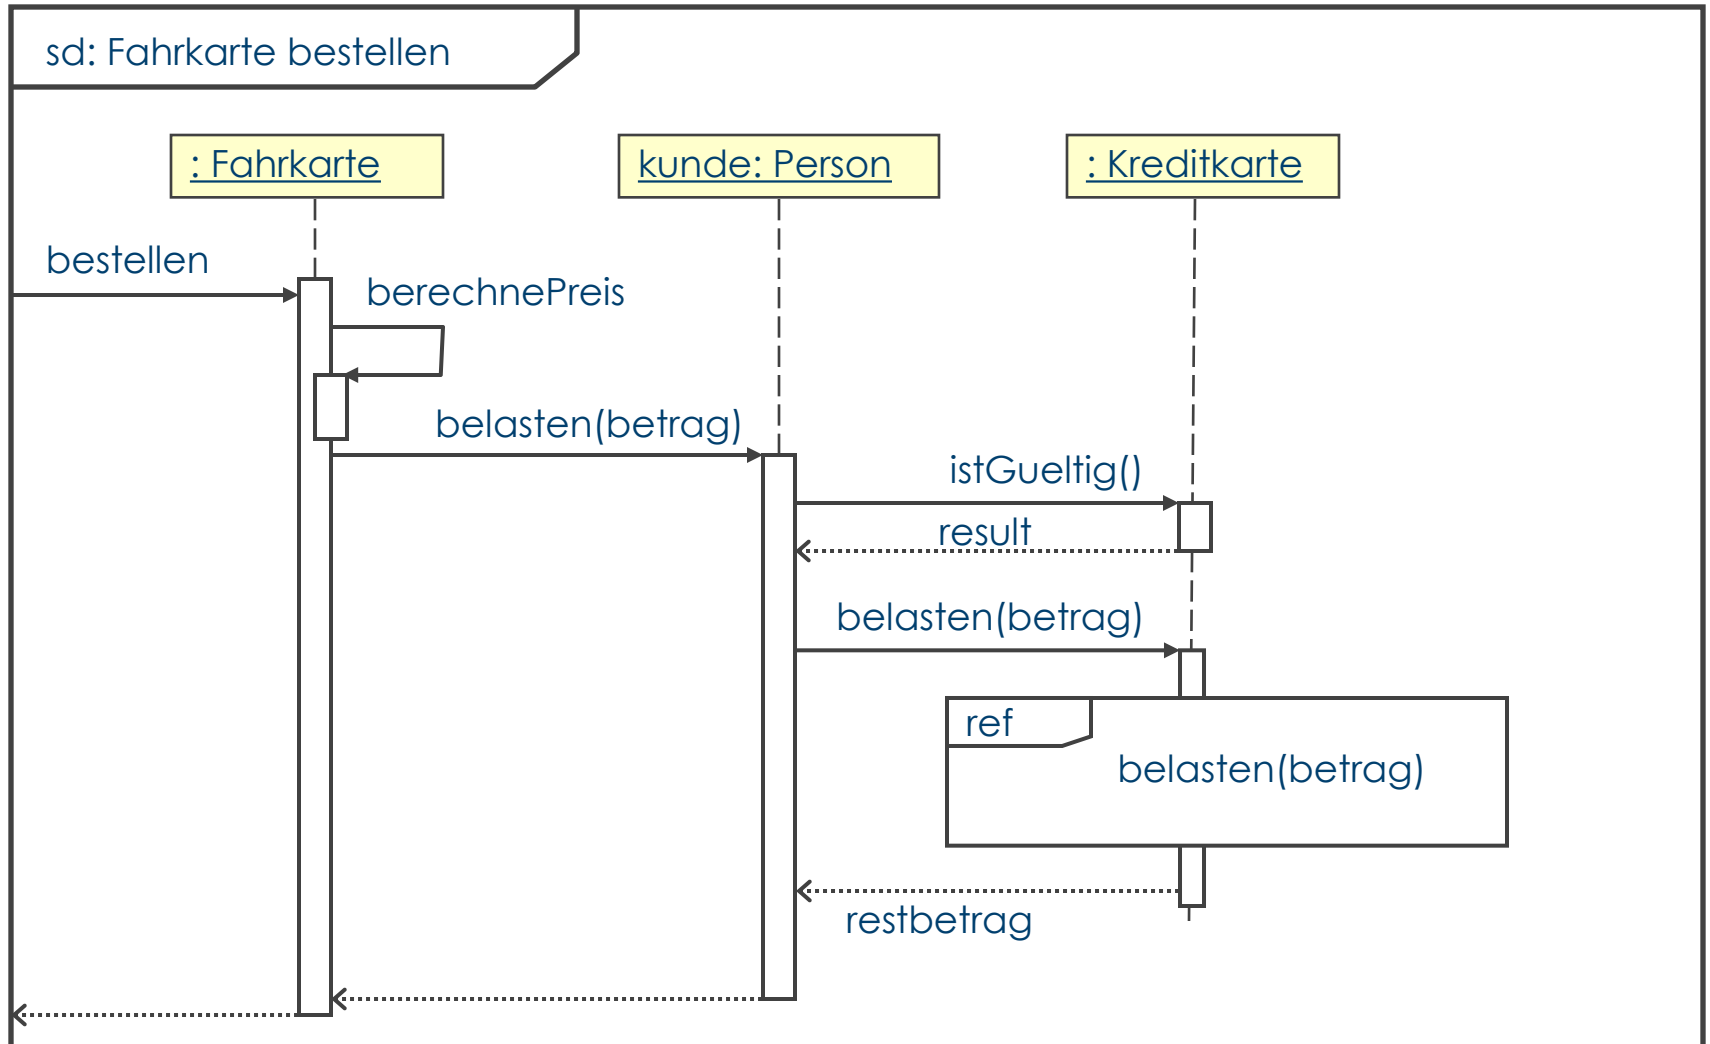 sd: Fahrkarte bestellen
: Fahrkarte
kunde: Person
: Kreditkarte
bestellen
berechnePreis
belasten(betrag)
istGueltig()
result
belasten(betrag)
ref
belasten(betrag)
restbetrag